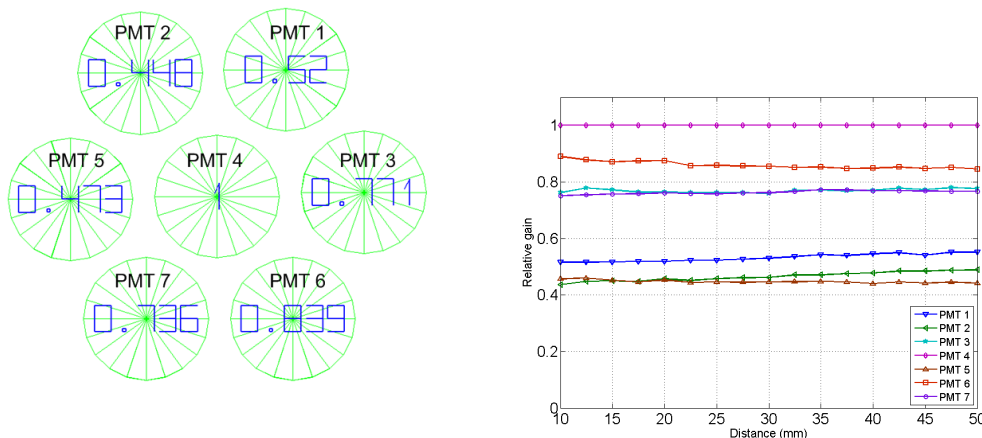 PMT 2 PMT 1
0.448 0.52
PMT 5 PMT 4 PMT 3
0.473 1 0.771
PMT 7 PMT 6
0.736 0.839
1
0.8
0.6
0.4
0.2
0
Relative gain
10 15 20 25 30 35 40 45 50
Distance (mm)
PMT 1
PMT 2
PMT 3
PMT 4
PMT 5
PMT 6
PMT 7